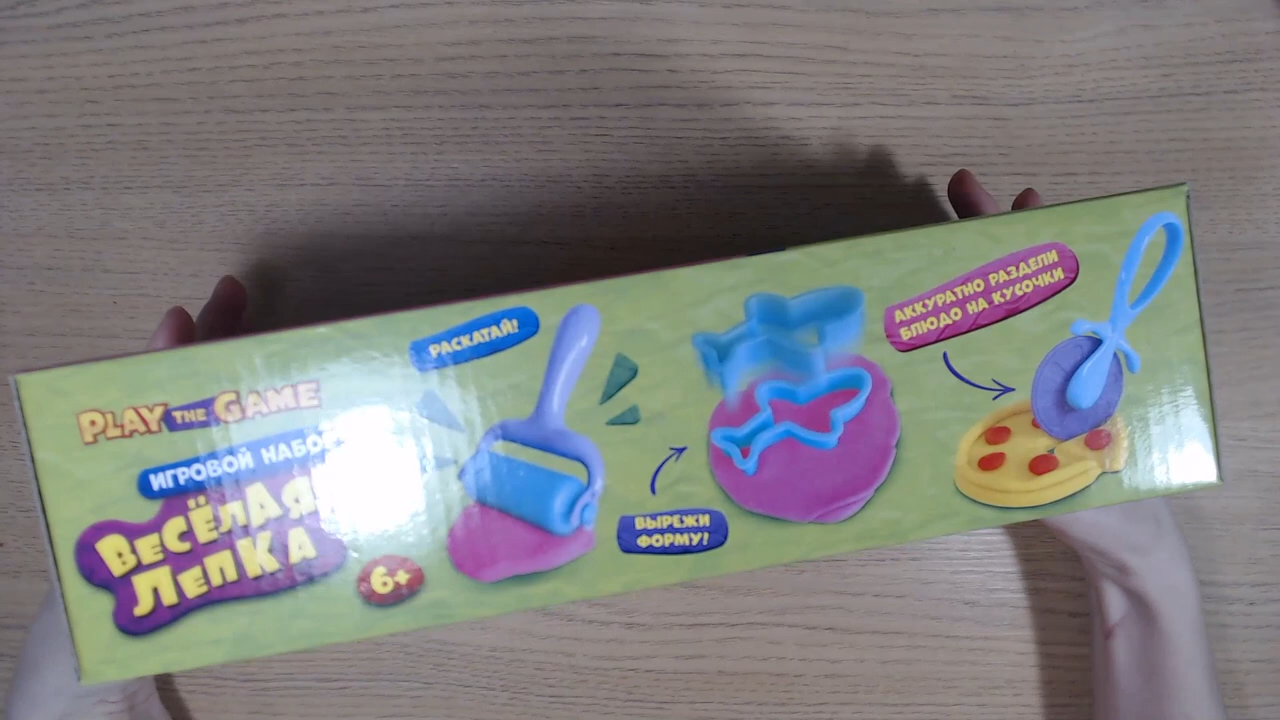 PLAY THE GAME
ИГРОВОЙ НАБОР
ВЕСЁЛАЯ
ЛЕПКА
6+
РАСКАТАЙ!
ВЫРЕЖИ
ФОРМУ!
АККУРАТНО РАЗДЕЛИ
БЛЮДО НА КУСОЧКИ